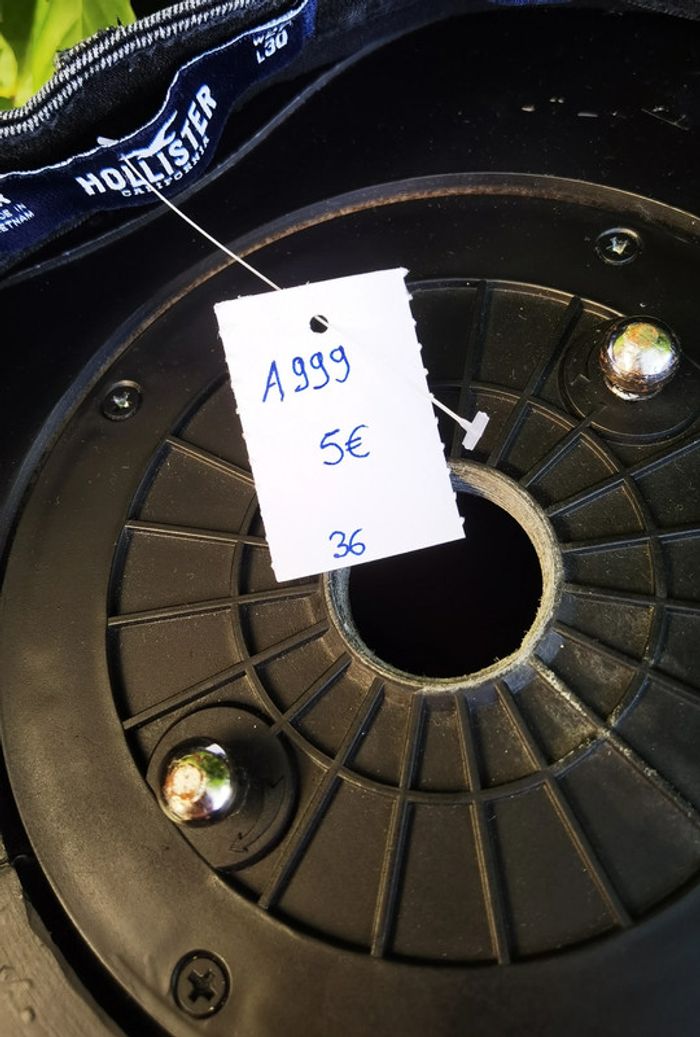 L30
HOLLISTER
CALIFORNIA
A999
5€
36